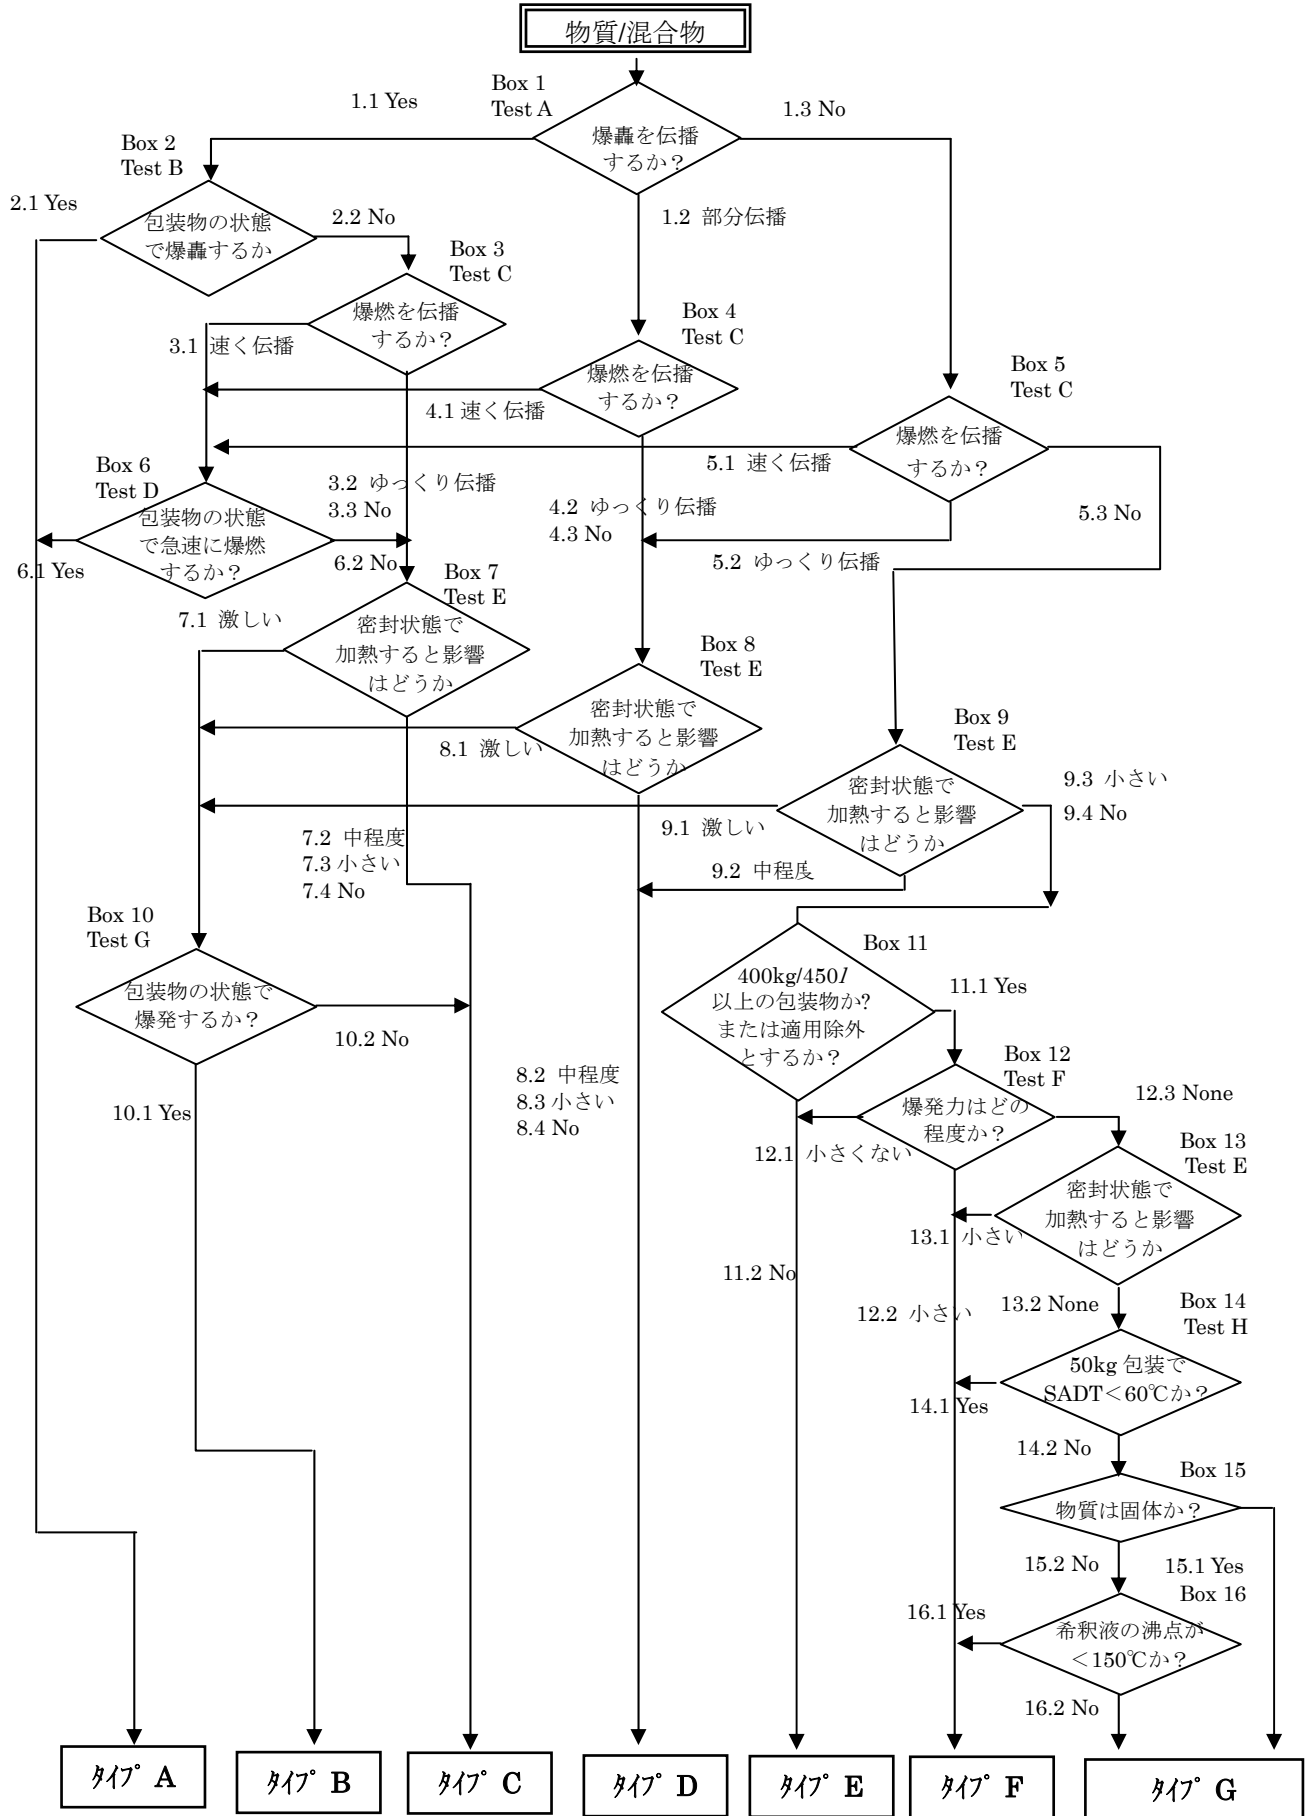 物質/混合物
Box 1
Test A
1.1 Yes
1.3 No
爆轟を伝播
するか？
Box 2
Test B
2.1 Yes
包装物の状態
で爆轟するか
2.2 No
1.2 部分伝播
Box 3
Test C
爆燃を伝播
するか？
3.1 速く伝播
Box 4
Test C
爆燃を伝播
するか？
4.1 速く伝播
Box 5
Test C
爆燃を伝播
するか？
5.1 速く伝播
Box 6
Test D
包装物の状態
で急速に爆燃
するか？
3.2 ゆっくり伝播
3.3 No
4.2 ゆっくり伝播
4.3 No
5.3 No
5.2 ゆっくり伝播
6.1 Yes
6.2 No
Box 7
Test E
7.1 激しい
密封状態で
加熱すると影響
はどうか
Box 8
Test E
密封状態で
加熱すると影響
はどうか
8.1 激しい
Box 9
Test E
密封状態で
加熱すると影響
はどうか
9.3 小さい
9.4 No
9.1 激しい
7.2 中程度
7.3 小さい
7.4 No
9.2 中程度
Box 10
Test G
包装物の状態で
爆発するか？
10.2 No
10.1 Yes
Box 11
400kg/450l
以上の包装物か?
または適用除外
とするか？
11.1 Yes
8.2 中程度
8.3 小さい
8.4 No
Box 12
Test F
爆発力はどの
程度か？
12.3 None
12.1 小さくない
Box 13
Test E
密封状態で
加熱すると影響
はどうか
13.1 小さい
11.2 No
12.2 小さい
13.2 None
Box 14
Test H
50kg 包装で
SADT＜60℃か？
14.1 Yes
14.2 No
Box 15
物質は固体か？
15.2 No
15.1 Yes
Box 16
16.1 Yes
希釈液の沸点が
＜150℃か？
16.2 No
ﾀｲﾌﾟ A
ﾀｲﾌﾟ B
ﾀｲﾌﾟ C
ﾀｲﾌﾟ D
ﾀｲﾌﾟ E
ﾀｲﾌﾟ F
ﾀｲﾌﾟ G